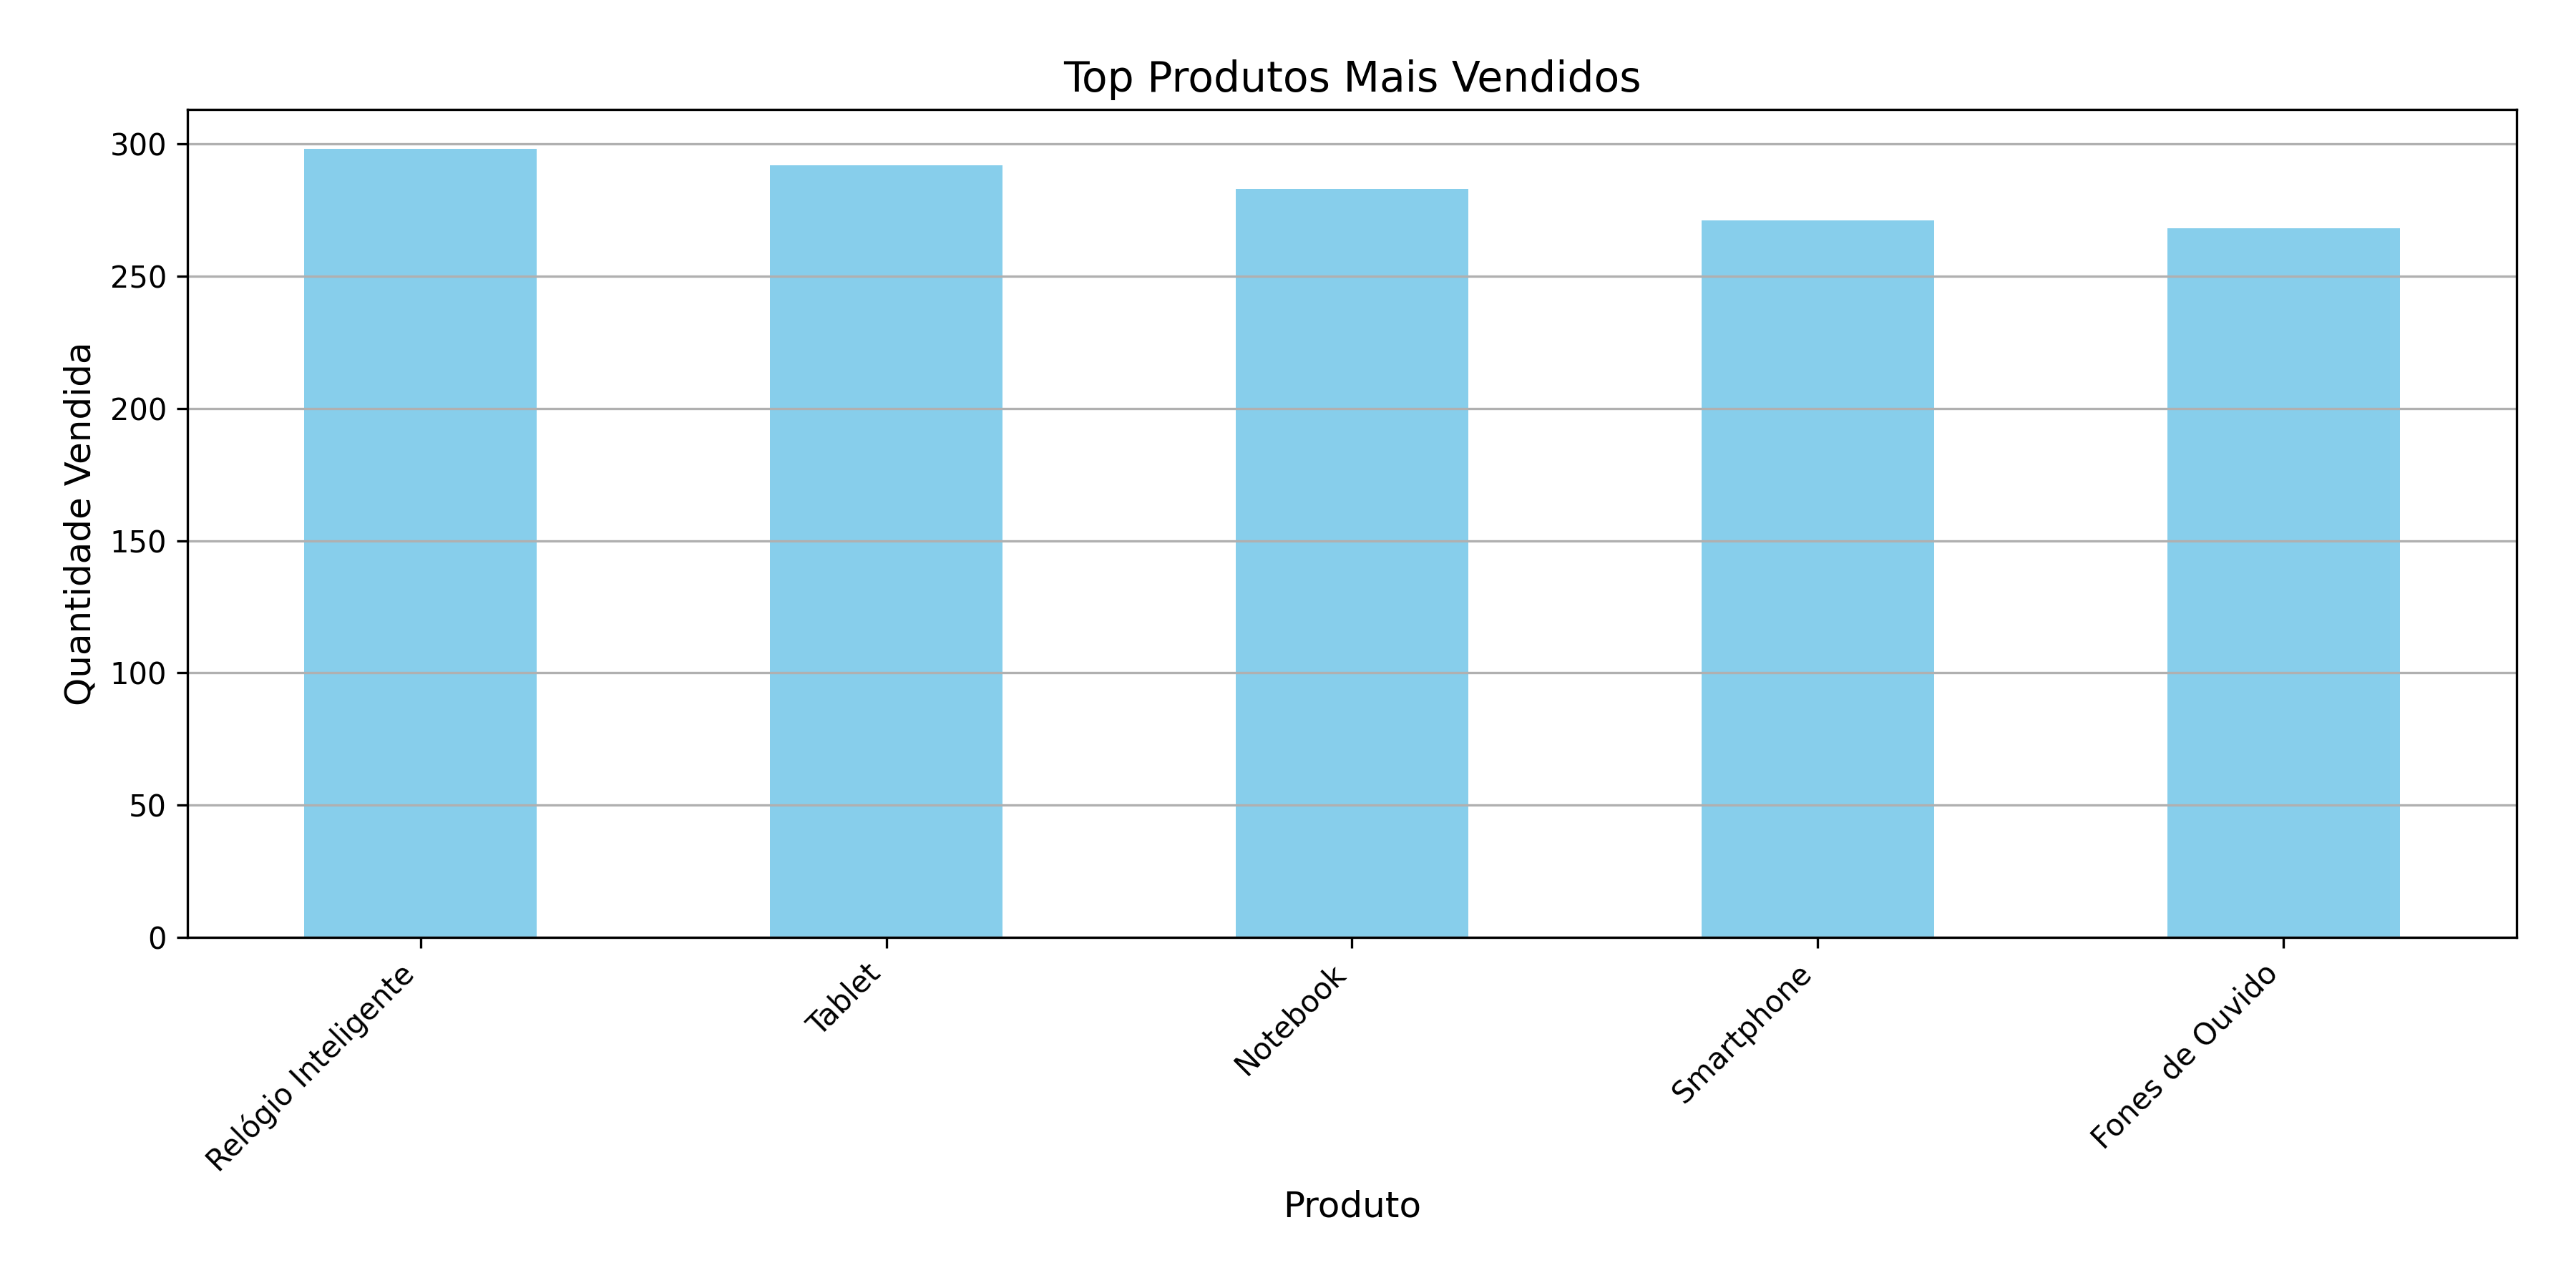 Top Produtos Mais Vendidos
Quantidade Vendida
300
250
200
150
100
50
0
Relógio Inteligente
Tablet
Notebook
Smartphone
Fones de Ouvido
Produto